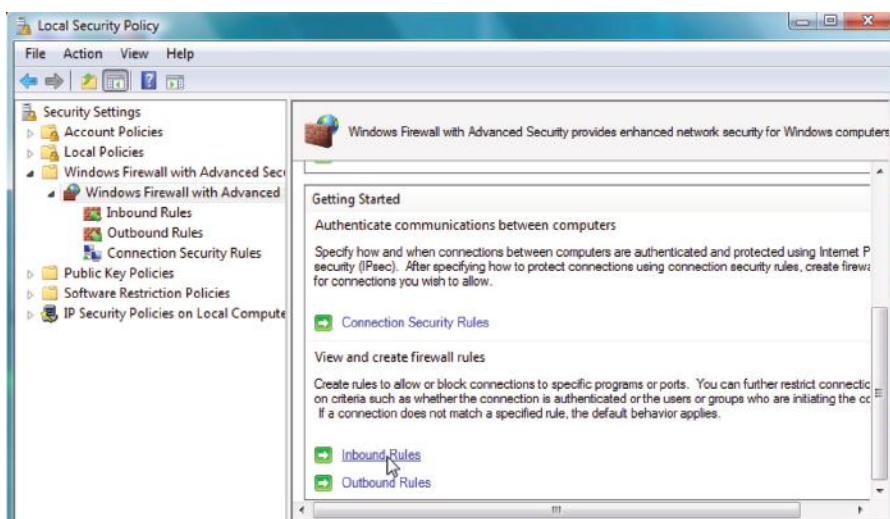 Local Security Policy
File Action View Help
Security Settings
Account Policies
Local Policies
Windows Firewall with Advanced Sec
Windows Firewall with Advanced
Inbound Rules
Outbound Rules
Connection Security Rules
Public Key Policies
Software Restriction Policies
IP Security Policies on Local Compute
Windows Firewall with Advanced Security provides enhanced network security for Windows computers
Getting Started
Authenticate communications between computers
Specify how and when connections between computers are authenticated and protected using Internet P
security (IPsec). After specifying how to protect connections using connection security rules, create firewa
for connections you wish to allow.
Connection Security Rules
View and create firewall rules
Create rules to allow or block connections to specific programs or ports. You can further restrict connectic
on criteria such as whether the connection is authenticated or the users or groups who are initiating the co
If a connection does not match a specified rule, the default behavior applies.
Inbound Rules
Outbound Rules